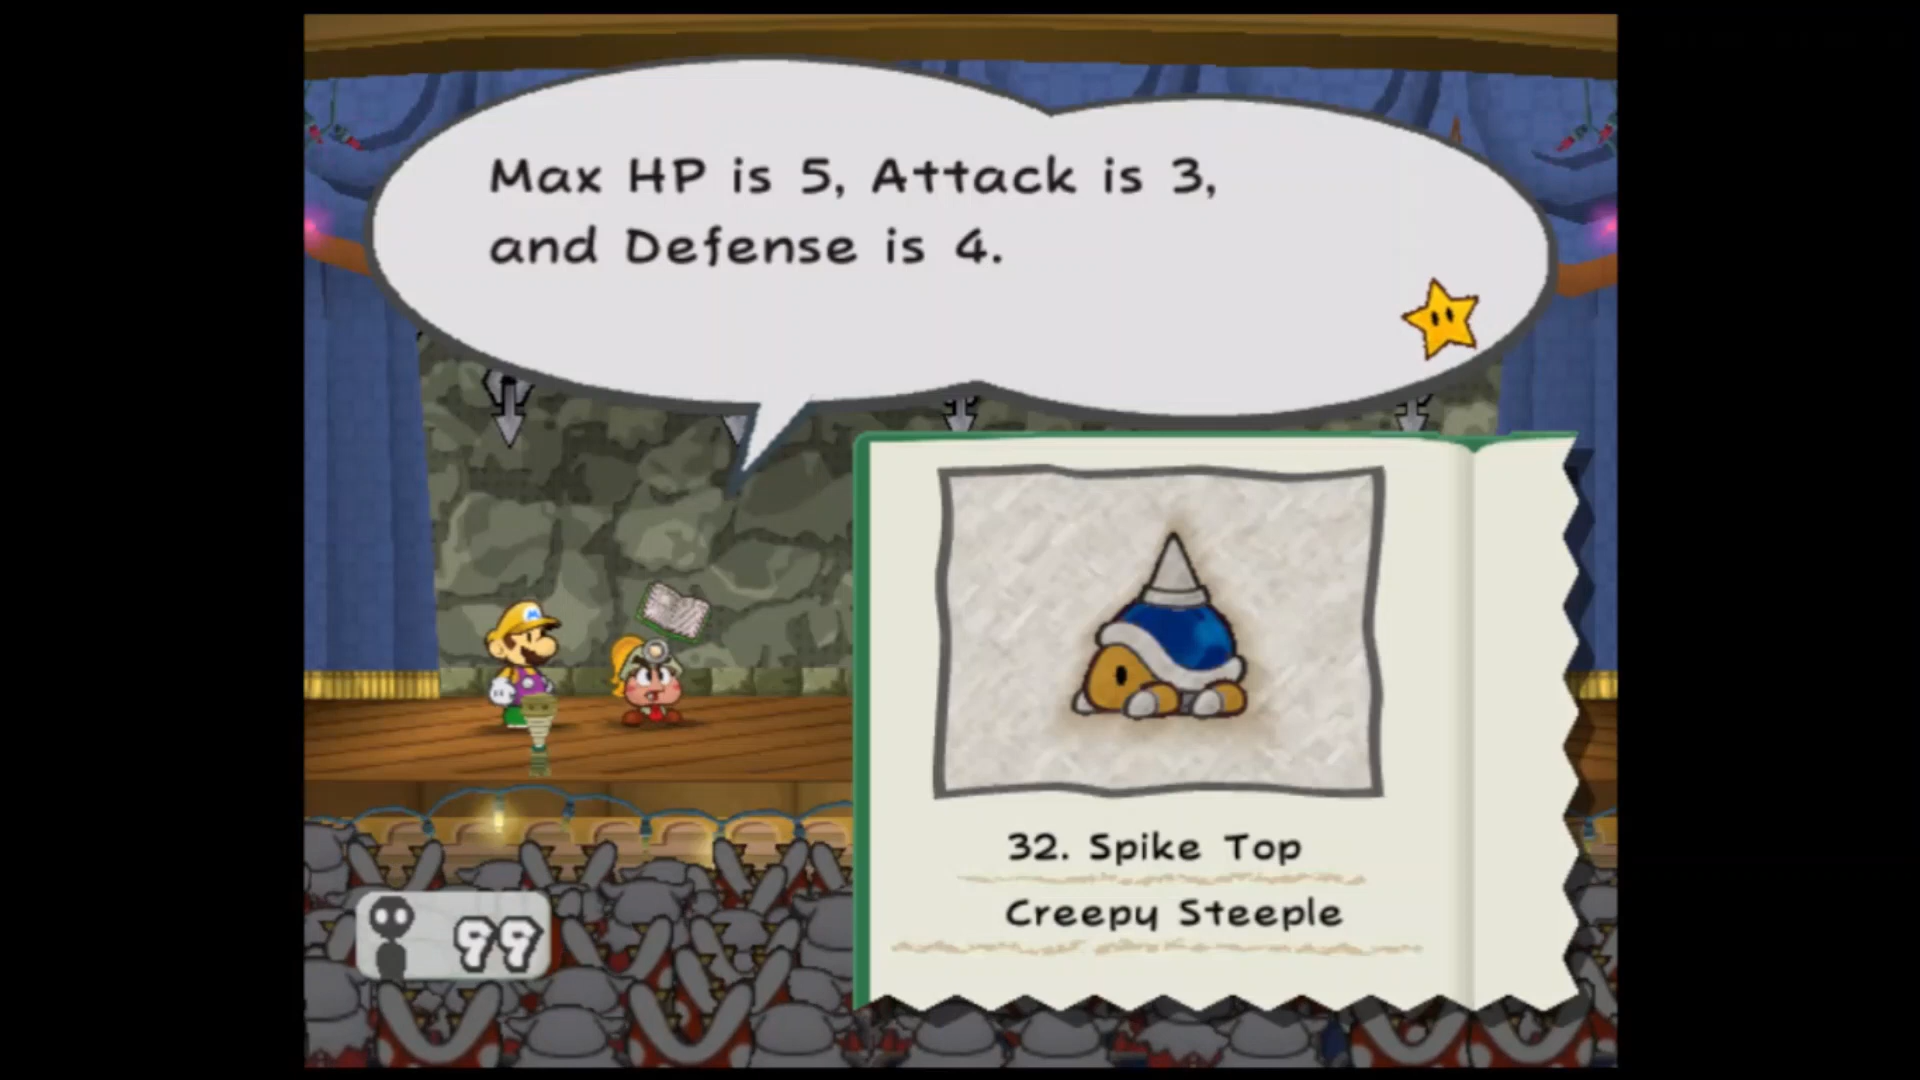 Max HP is 5, Attack is 3,
and Defense is 4.
32. Spike Top
Creepy Steeple
99